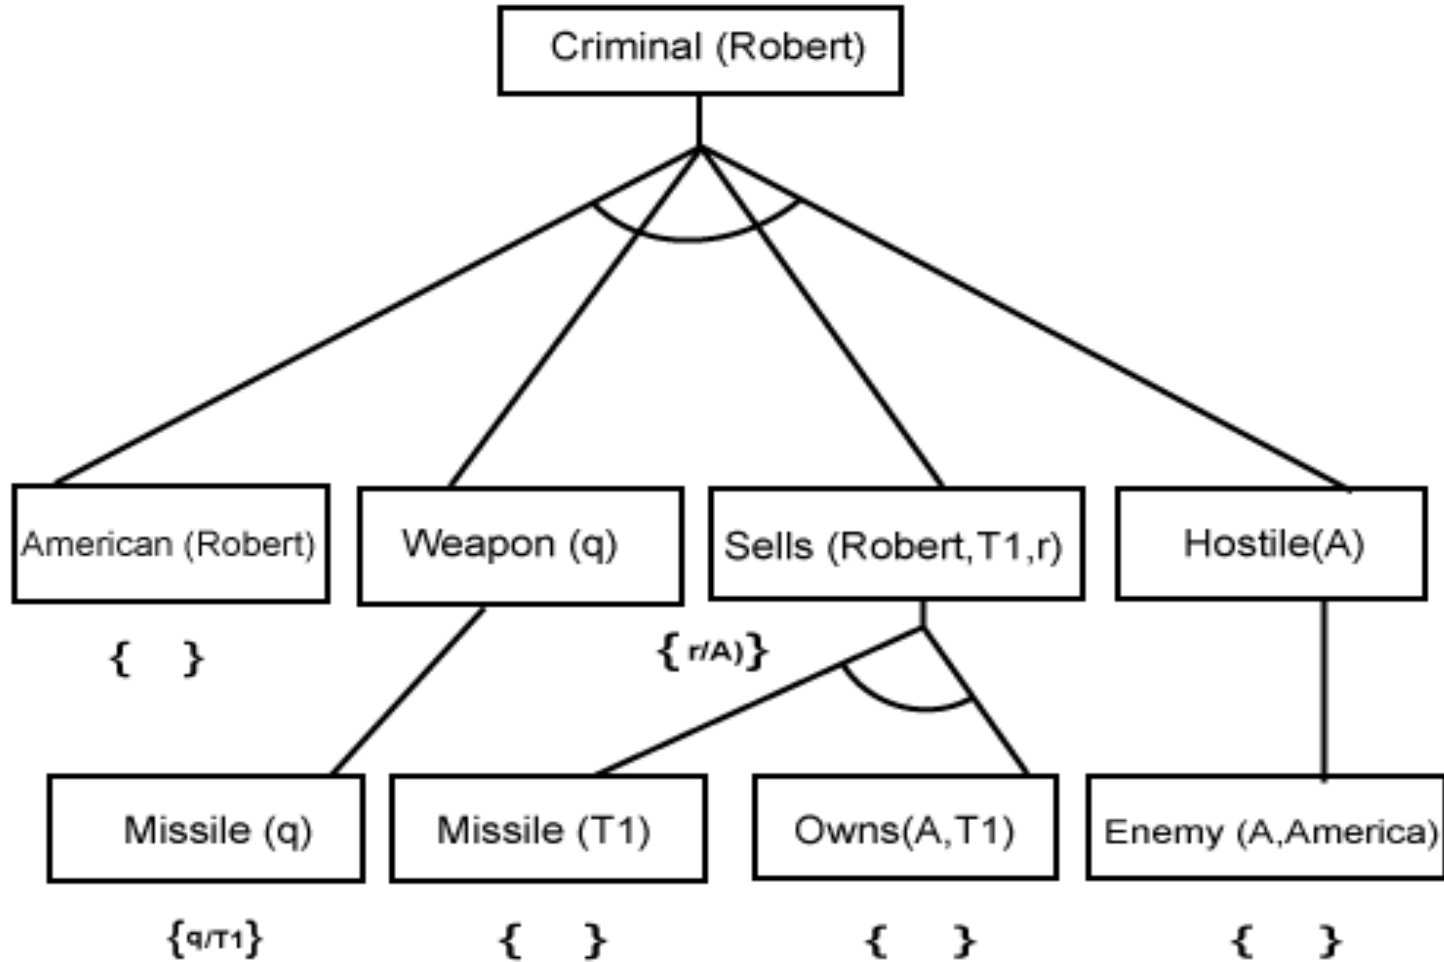 Criminal (Robert)
American (Robert)
Weapon (q)
Sells (Robert,T1,r)
Hostile(A)
{ }
{ r/A)}
Missile (q)
Missile (T1)
Owns(A,T1)
Enemy (A,America)
{q/T1}
{ }
{ }
{ }